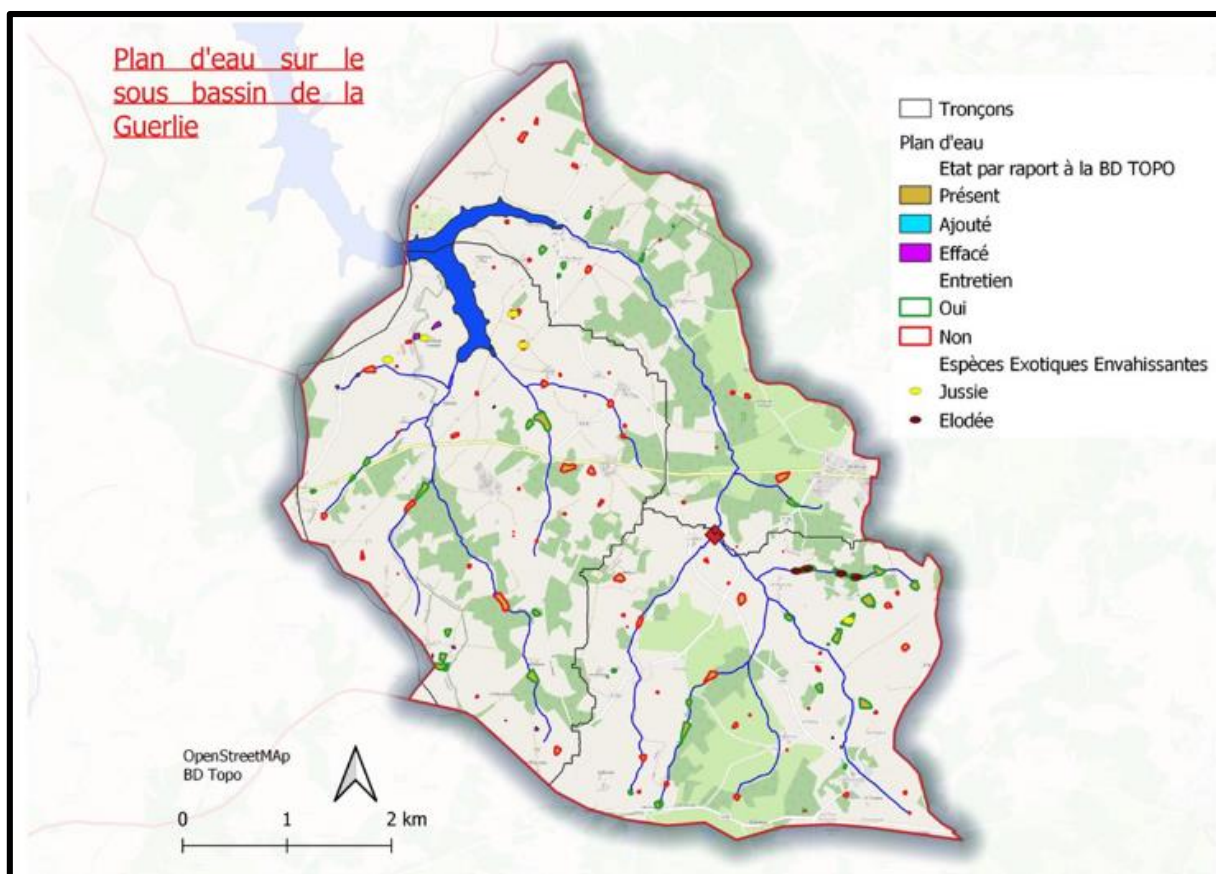 Plan d'eau sur le
sous bassin de la
Guerlie
Tronçons
Plan d'eau
Etat par raport à la BD TOPO
Présent
Ajouté
Effacé
Entretien
Oui
Non
Espèces Exotiques Envahissantes
Jussie
Elodée
OpenStreetMAp
BD Topo
0 1 2 km